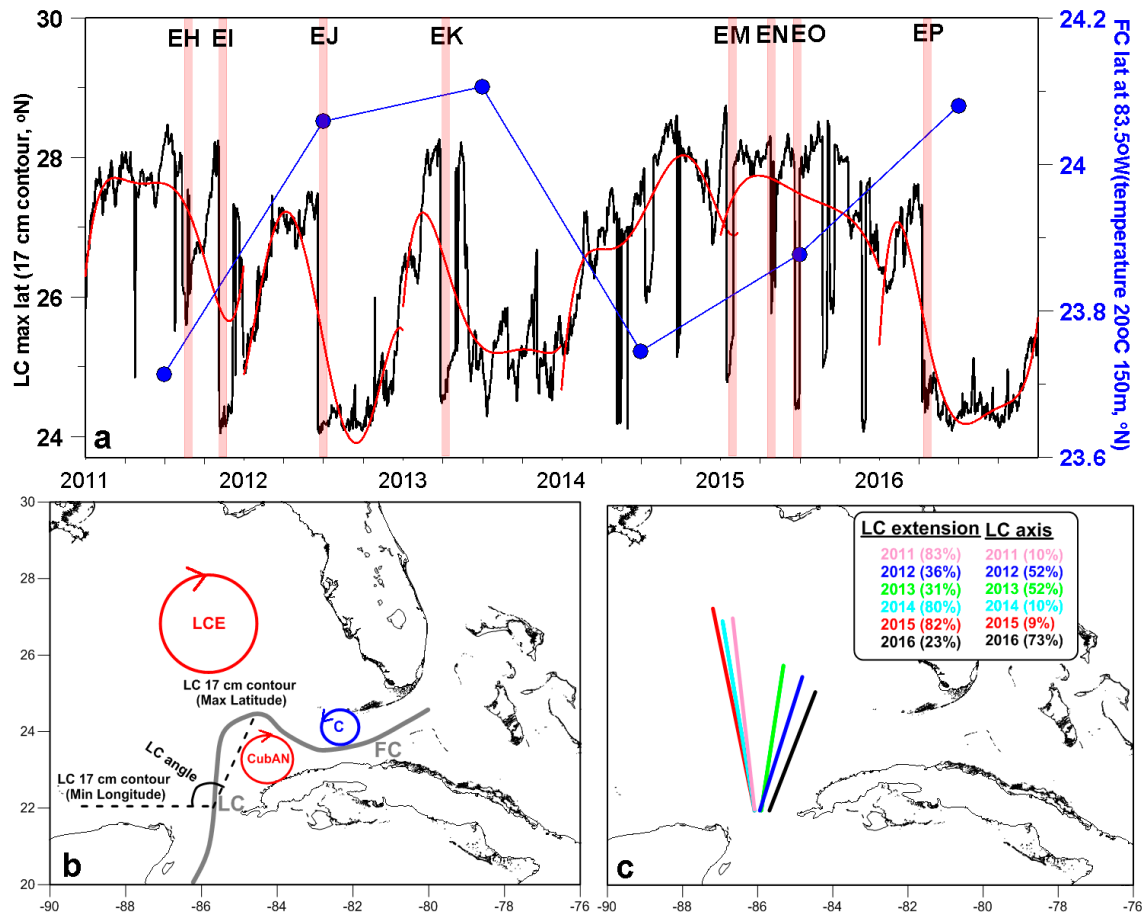 30
28
26
24
LC max lat (17 cm contour, ºN)
EH EI EJ EK EM EN EO EP
24.2
24
23.8
23.6
FC lat at 83.5ºW(temperature 20ºC 150m, ºN)
a
2011 2012 2013 2014 2015 2016
30
28
26
24
22
20
LCE
LC 17 cm contour
(Max Latitude)
C
FC
CubAN
LC angle
LC 17 cm contour
(Min Longitude)
LC
b
-90 -88 -86 -84 -82 -80 -78 -76
LC extension LC axis
2011 (83%) 2011 (10%)
2012 (36%) 2012 (52%)
2013 (31%) 2013 (52%)
2014 (80%) 2014 (10%)
2015 (82%) 2015 (9%)
2016 (23%) 2016 (73%)
c
-90 -88 -86 -84 -82 -80 -78 -76